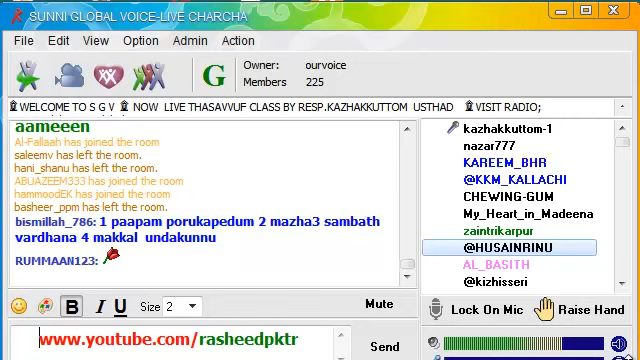 SUNNI GLOBAL VOICE-LIVE CHARCHA
File Edit View Option Admin Action
G
Owner: ourvoice
Members 225
WELCOME TO S G V NOW LIVE THASAVVUF CLASS BY RESP.KAZHAKKUTTOM USTHAD VISIT RADIO;
aameeen
Al-Fallaah has joined the room
saleemv has left the room.
hani_shanu has left the room.
ABUAZEEM333 has joined the room
hammoodEK has joined the room
basheer_ppm has left the room.
bismillah_786: 1 paapam porukapedum 2 mazha3 sambath
vardhana 4 makkal undakunnu
RUMMAAN123:
kazhakkuttom-1
nazar777
KAREEM_BHR
@KKM_KALLACHI
CHEWING-GUM
My_Heart_in_Madeena
zaintrikarpur
@HUSAINRINU
AL_BASITH
@kizhisseri
B I U Size 2 Mute
Lock On Mic Raise Hand
www.youtube.com/rasheedpktr
Send